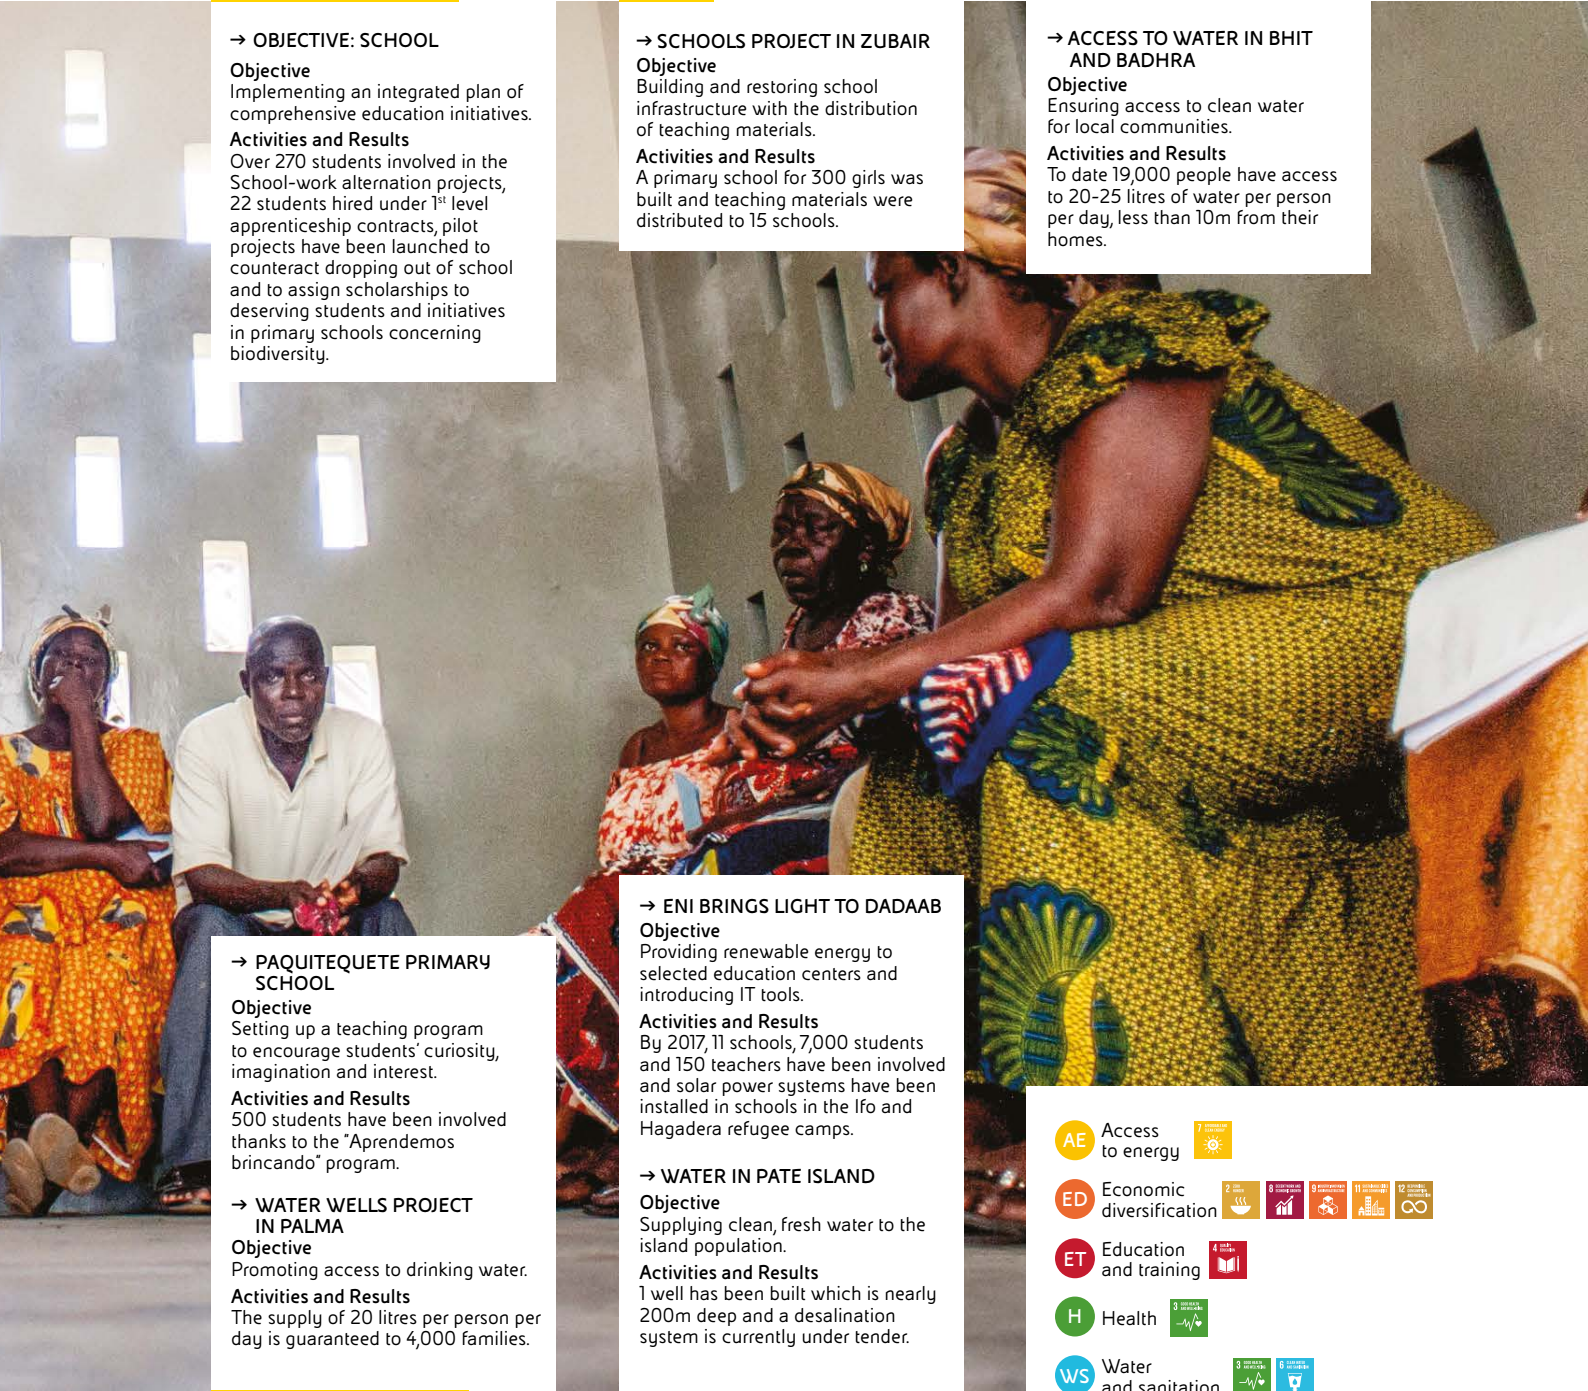 → OBJECTIVE: SCHOOL
Objective
Implementing an integrated plan of
comprehensive education initiatives.
Activities and Results
Over 270 students involved in the
School-work alternation projects,
22 students hired under 1st level
apprenticeship contracts, pilot
projects have been launched to
counteract dropping out of school
and to assign scholarships to
deserving students and initiatives
in primary schools concerning
biodiversity.
→ SCHOOLS PROJECT IN ZUBAIR
Objective
Building and restoring school
infrastructure with the distribution
of teaching materials.
Activities and Results
A primary school for 300 girls was
built and teaching materials were
distributed to 15 schools.
→ ACCESS TO WATER IN BHIT
AND BADHRA
Objective
Ensuring access to clean water
for local communities.
Activities and Results
To date 19,000 people have access
to 20-25 litres of water per person
per day, less than 10m from their
homes.
→ PAQUITEQUETE PRIMARY
SCHOOL
Objective
Setting up a teaching program
to encourage students' curiosity,
imagination and interest.
Activities and Results
500 students have been involved
thanks to the "Aprendemos
brincando" program.
→ WATER WELLS PROJECT
IN PALMA
Objective
Promoting access to drinking water.
Activities and Results
The supply of 20 litres per person per
day is guaranteed to 4,000 families.
→ ENI BRINGS LIGHT TO DADAAB
Objective
Providing renewable energy to
selected education centers and
introducing IT tools.
Activities and Results
By 2017, 11 schools, 7,000 students
and 150 teachers have been involved
and solar power systems have been
installed in schools in the Ifo and
Hagadera refugee camps.
→ WATER IN PATE ISLAND
Objective
Supplying clean, fresh water to the
island population.
Activities and Results
1 well has been built which is nearly
200m deep and a desalination
system is currently under tender.
AE Access
to energy 7
ED Economic
diversification 2 8 9 11 12
ET Education
and training 4
H Health 3
WS Water
and sanitation 3 6